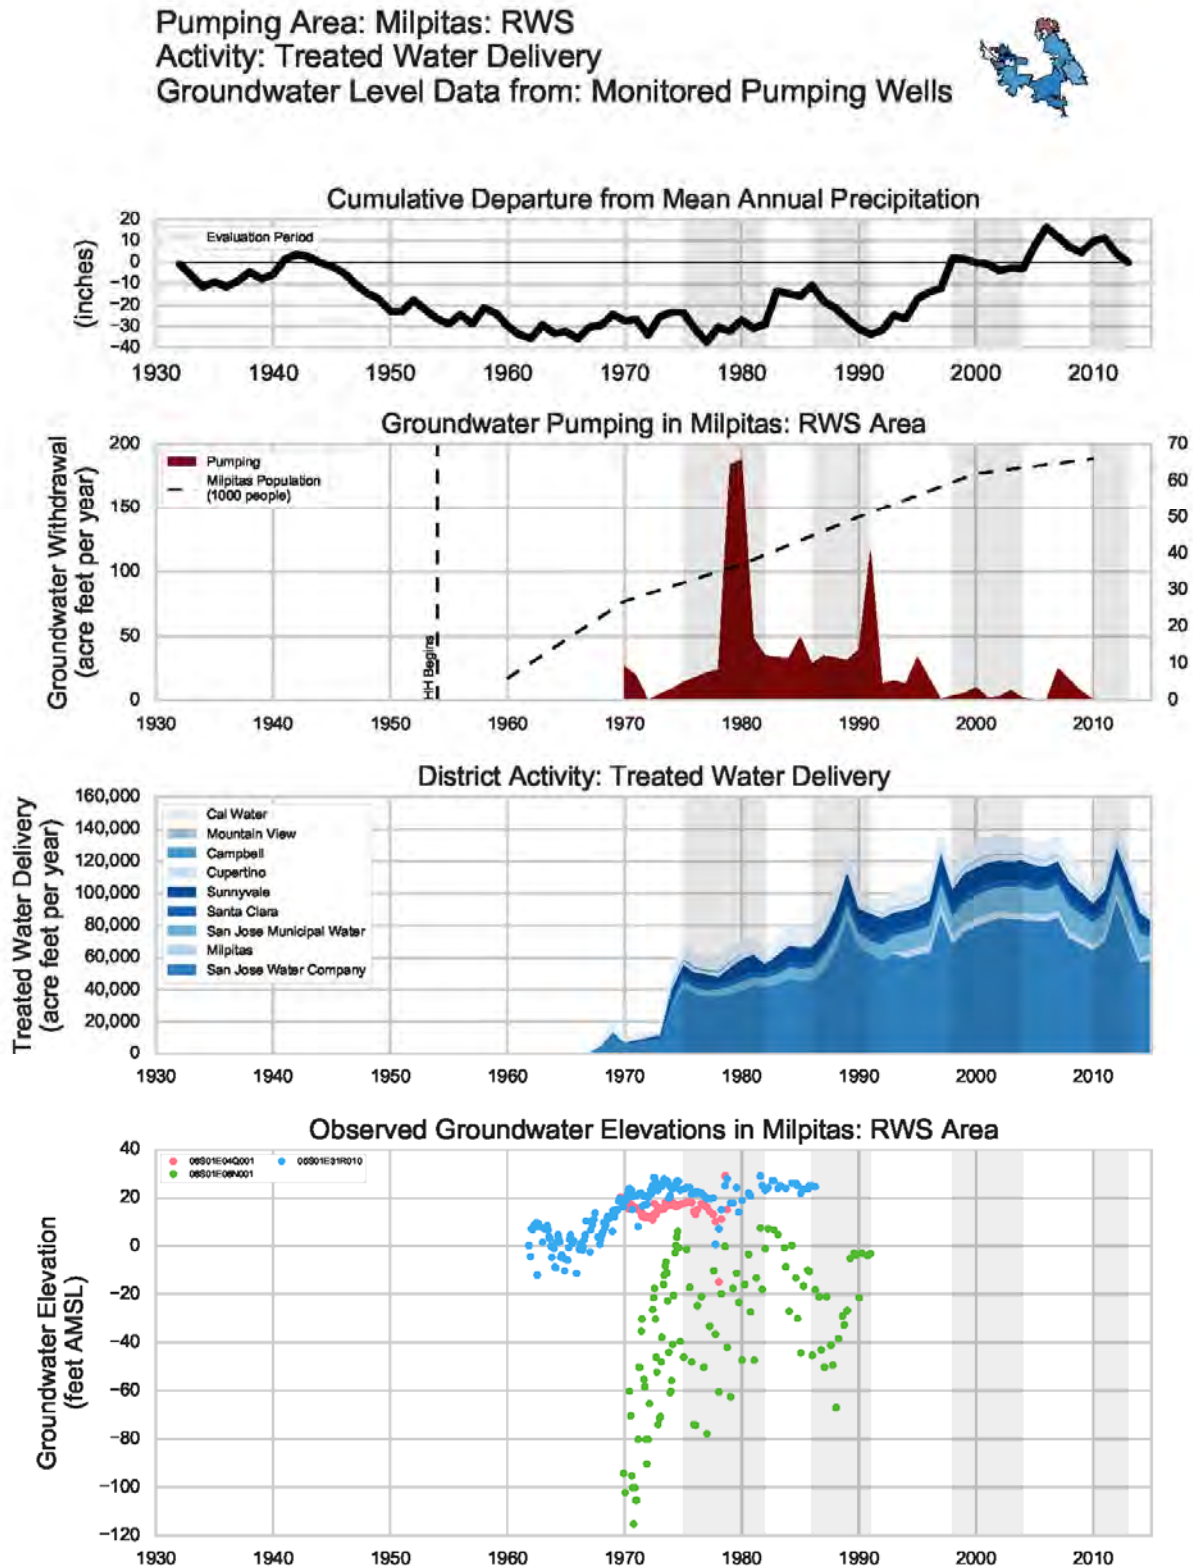 Pumping Area: Milpitas: RWS
Activity: Treated Water Delivery
Groundwater Level Data from: Monitored Pumping Wells
Cumulative Departure from Mean Annual Precipitation
(inches)
20
10
0
−10
−20
−30
−40
Evaluation Period
1930 1940 1950 1960 1970 1980 1990 2000 2010
Groundwater Pumping in Milpitas: RWS Area
Groundwater Withdrawal
(acre feet per year)
200
150
100
50
0
Pumping
Milpitas Population
(1000 people)
HH Begins
70
60
50
40
30
20
10
0
1930 1940 1950 1960 1970 1980 1990 2000 2010
District Activity: Treated Water Delivery
Treated Water Delivery
(acre feet per year)
160,000
140,000
120,000
100,000
80,000
60,000
40,000
20,000
0
Cal Water
Mountain View
Campbell
Cupertino
Sunnyvale
Santa Clara
San Jose Municipal Water
Milpitas
San Jose Water Company
1930 1940 1950 1960 1970 1980 1990 2000 2010
Observed Groundwater Elevations in Milpitas: RWS Area
Groundwater Elevation
(feet AMSL)
40
20
0
−20
−40
−60
−80
−100
−120
1930 1940 1950 1960 1970 1980 1990 2000 2010